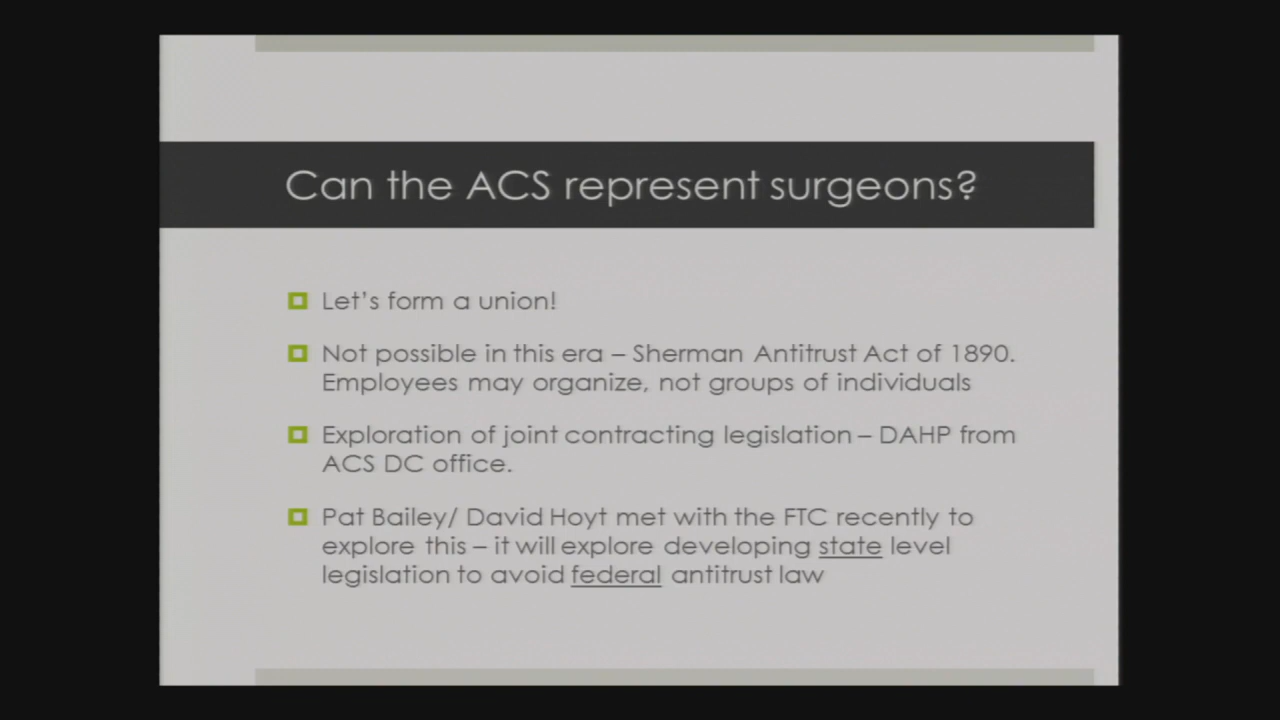 Can the ACS represent surgeons?
Let's form a union!
Not possible in this era – Sherman Antitrust Act of 1890.
Employees may organize, not groups of individuals
Exploration of joint contracting legislation – DAHP from
ACS DC office.
Pat Bailey/ David Hoyt met with the FTC recently to
explore this – it will explore developing state level
legislation to avoid federal antitrust law